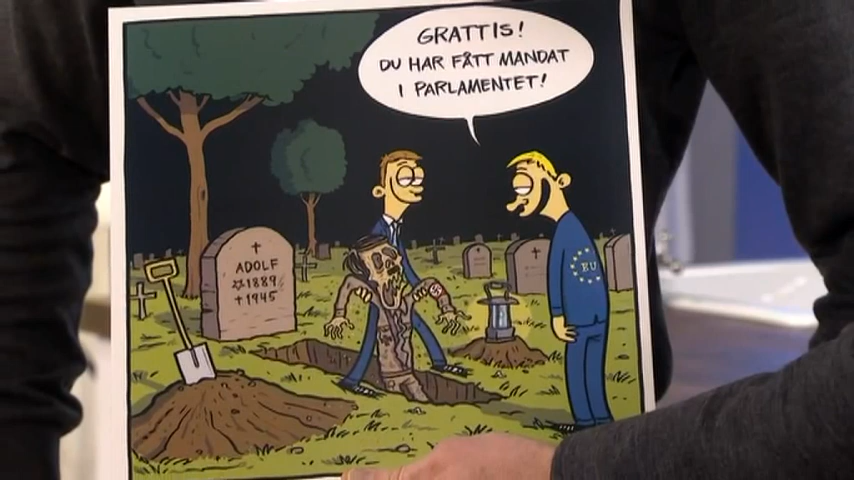 GRATTIS!
DU HAR FÅTT MANDAT
I PARLAMENTET!
ADOLF
☆1889
†1945
EU